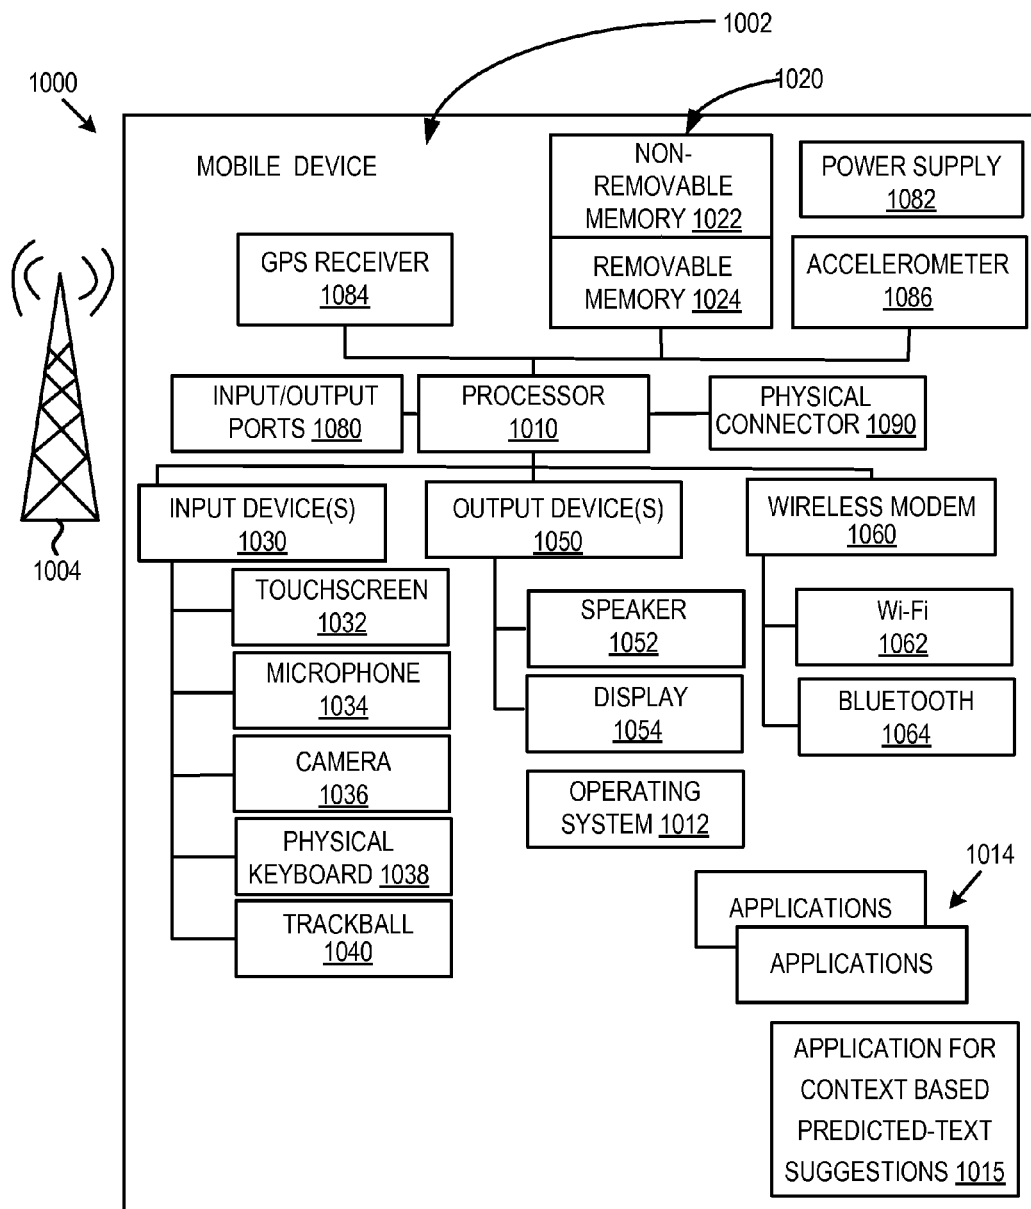 1002
1020
1000
MOBILE DEVICE
NON-
REMOVABLE
MEMORY 1022
POWER SUPPLY
1082
GPS RECEIVER
1084
REMOVABLE
MEMORY 1024
ACCELEROMETER
1086
INPUT/OUTPUT
PORTS 1080
PROCESSOR
1010
PHYSICAL
CONNECTOR 1090
INPUT DEVICE(S)
1030
OUTPUT DEVICE(S)
1050
WIRELESS MODEM
1060
1004
TOUCHSCREEN
1032
SPEAKER
1052
Wi-Fi
1062
MICROPHONE
1034
DISPLAY
1054
BLUETOOTH
1064
CAMERA
1036
OPERATING
SYSTEM 1012
PHYSICAL
KEYBOARD 1038
1014
APPLICATIONS
TRACKBALL
1040
APPLICATIONS
APPLICATION FOR
CONTEXT BASED
PREDICTED-TEXT
SUGGESTIONS 1015